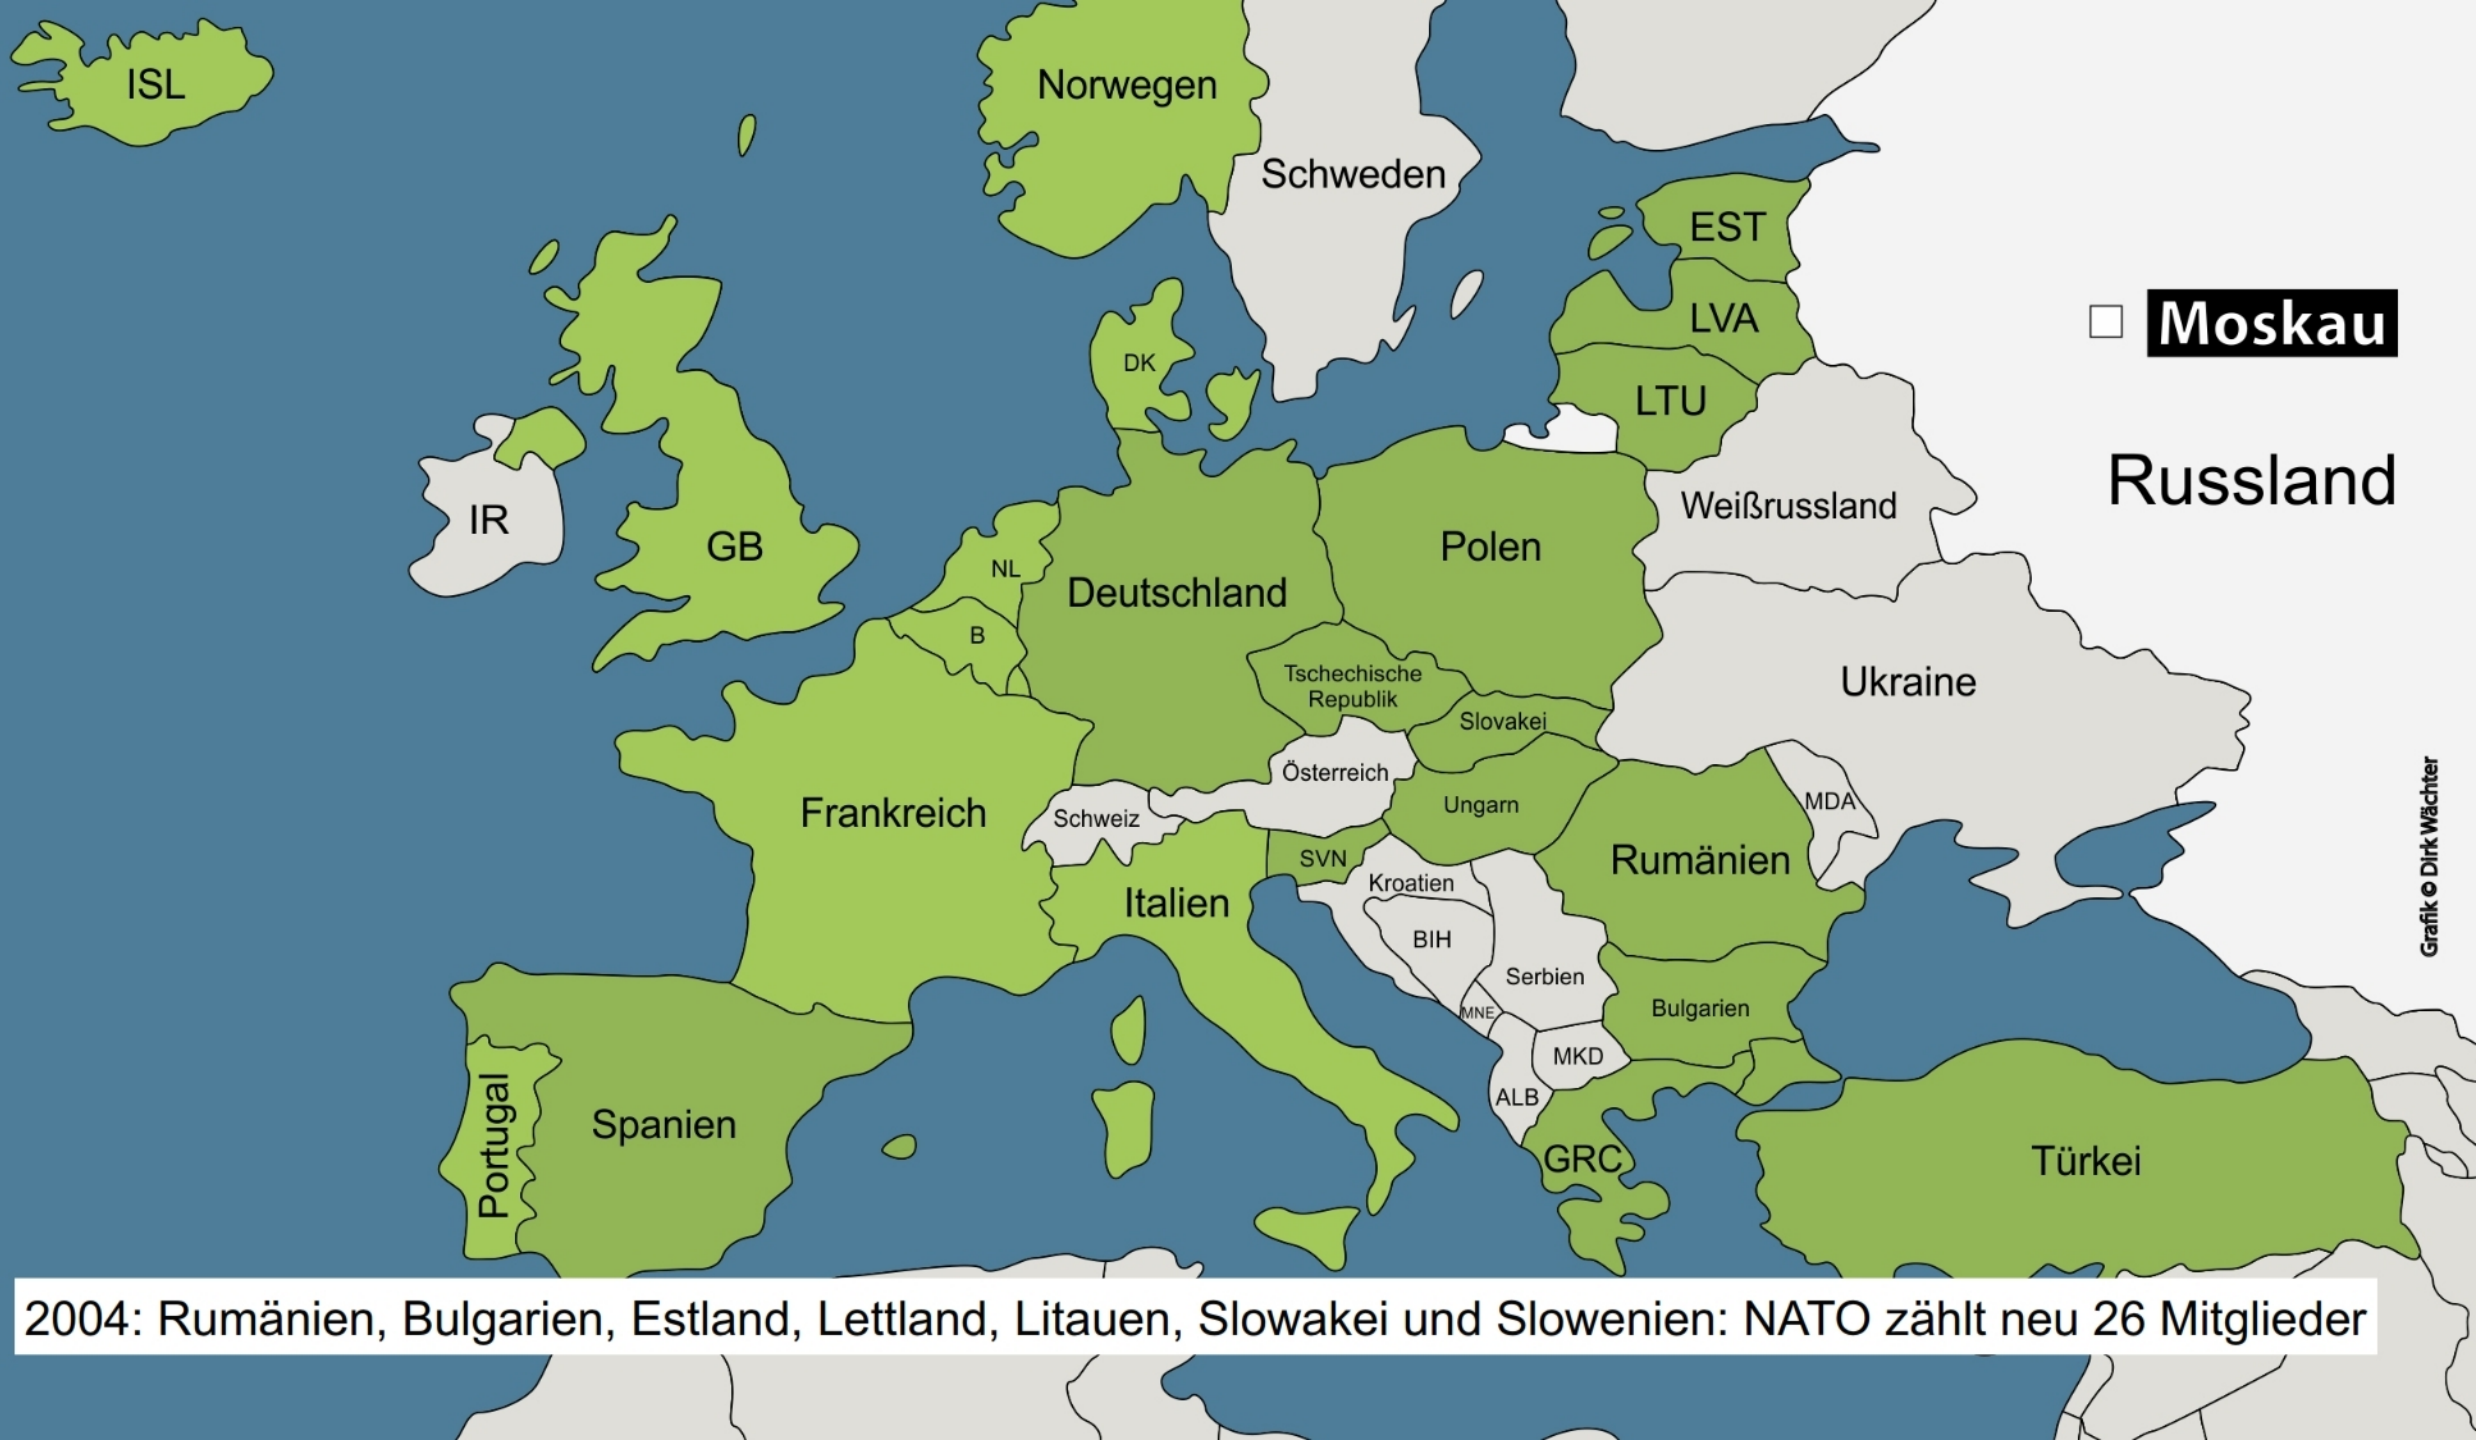 ISL
Norwegen
Schweden
EST
LVA
Moskau
DK
LTU
Russland
Weißrussland
IR
GB
Polen
NL
Deutschland
B
Tschechische
Republik
Ukraine
Slovakei
Österreich
MDA
Ungarn
Frankreich
Schweiz
SVN
Rumänien
Kroatien
Italien
BIH
Grafik © Dirk Wächter
Serbien
Bulgarien
MNE
MKD
ALB
Portugal
Spanien
GRC
Türkei
2004: Rumänien, Bulgarien, Estland, Lettland, Litauen, Slowakei und Slowenien: NATO zählt neu 26 Mitglieder